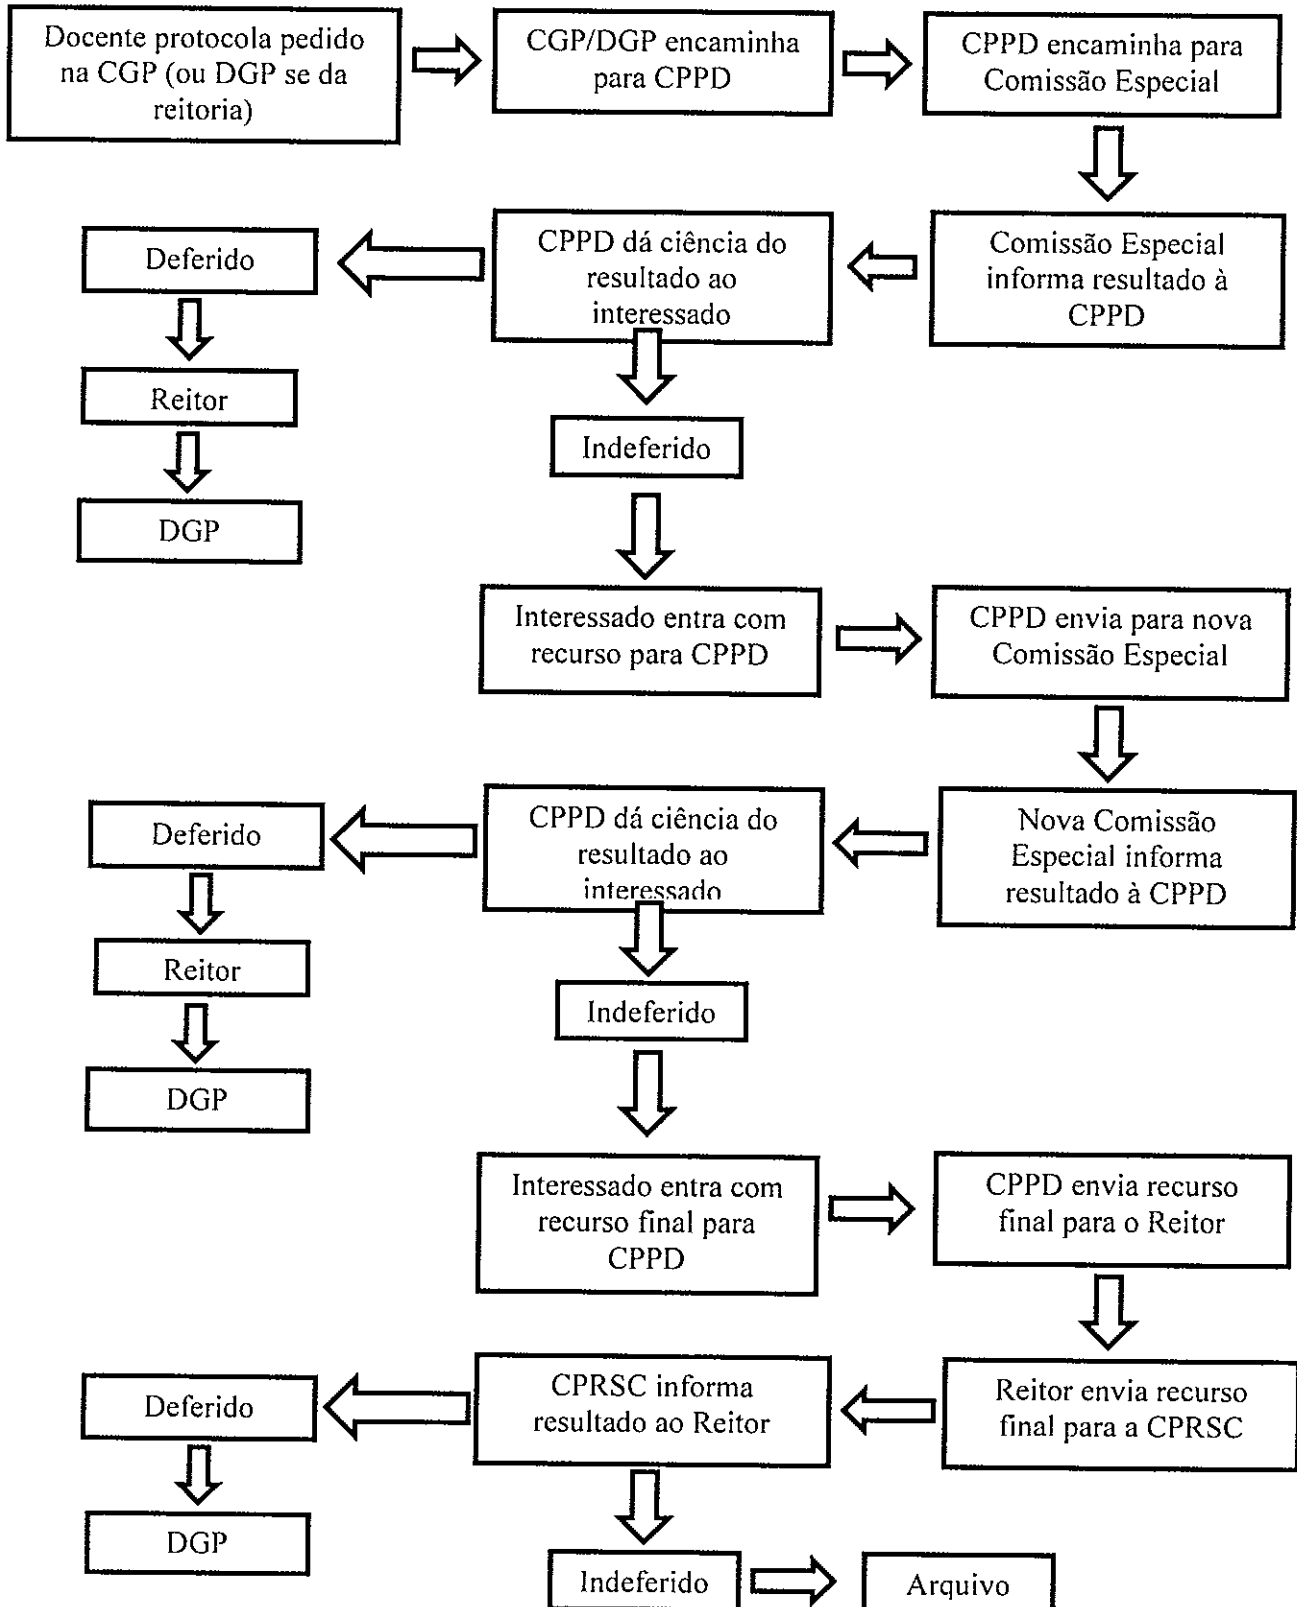 Docente protocola pedido
na CGP (ou DGP se da
reitoria)
CGP/DGP encaminha
para CPPD
CPPD encaminha para
Comissão Especial
Comissão Especial
informa resultado à
CPPD
CPPD dá ciência do
resultado ao
interessado
Deferido
Reitor
DGP
Indeferido
Interessado entra com
recurso para CPPD
CPPD envia para nova
Comissão Especial
Nova Comissão
Especial informa
resultado à CPPD
CPPD dá ciência do
resultado ao
interessado
Deferido
Reitor
DGP
Indeferido
Interessado entra com
recurso final para
CPPD
CPPD envia recurso
final para o Reitor
Reitor envia recurso
final para a CPRSC
CPRSC informa
resultado ao Reitor
Deferido
DGP
Indeferido
Arquivo